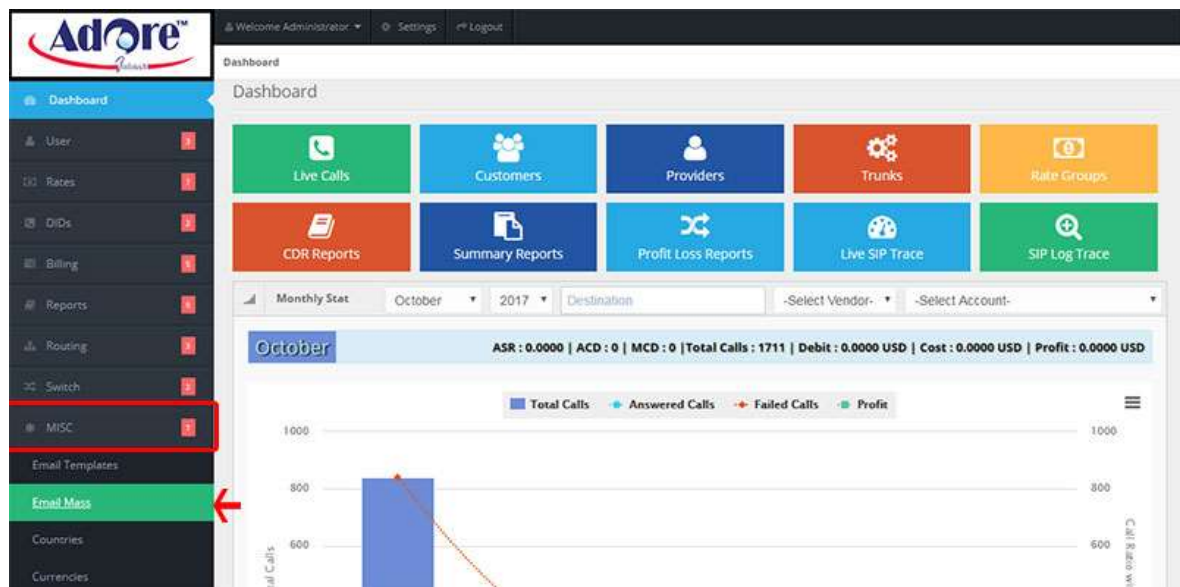 Adore™
Welcome Administrator
Settings
Logout
Dashboard
Dashboard
Dashboard
User
Rates
DIDs
Billing
Reports
Routing
Switch
MISC
Email Templates
Email Mass
Countries
Currencies
Live Calls
Customers
Providers
Trunks
Rate Groups
CDR Reports
Summary Reports
Profit Loss Reports
Live SIP Trace
SIP Log Trace
Monthly Stat
October
2017
Destination
-Select Vendor-
-Select Account-
October
ASR : 0.0000 | ACD : 0 | MCD : 0 |Total Calls : 1711 | Debit : 0.0000 USD | Cost : 0.0000 USD | Profit : 0.0000 USD
Total Calls
Answered Calls
Failed Calls
Profit
1000
1000
800
800
600
600
Calls
Call Ratio